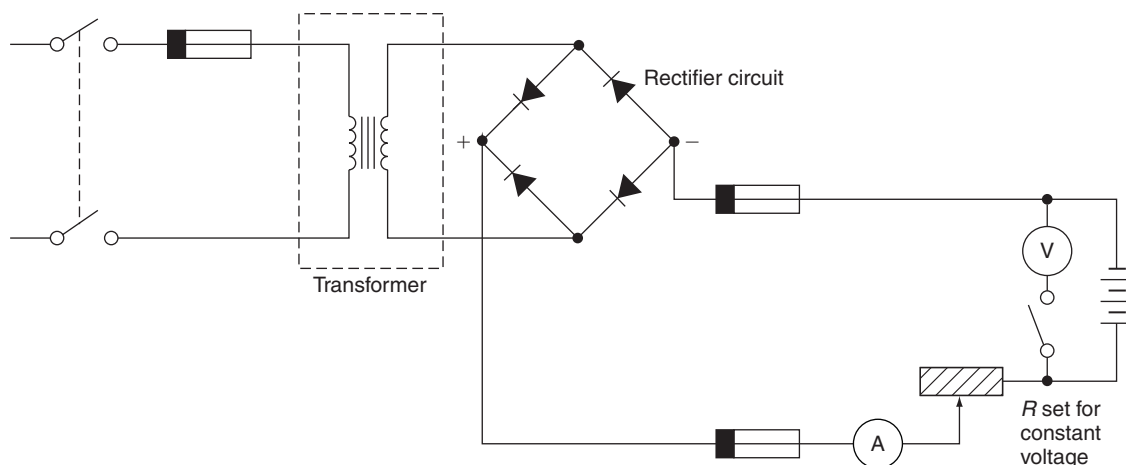 Rectifier circuit
+
−
Transformer
V
A
R set for
constant
voltage